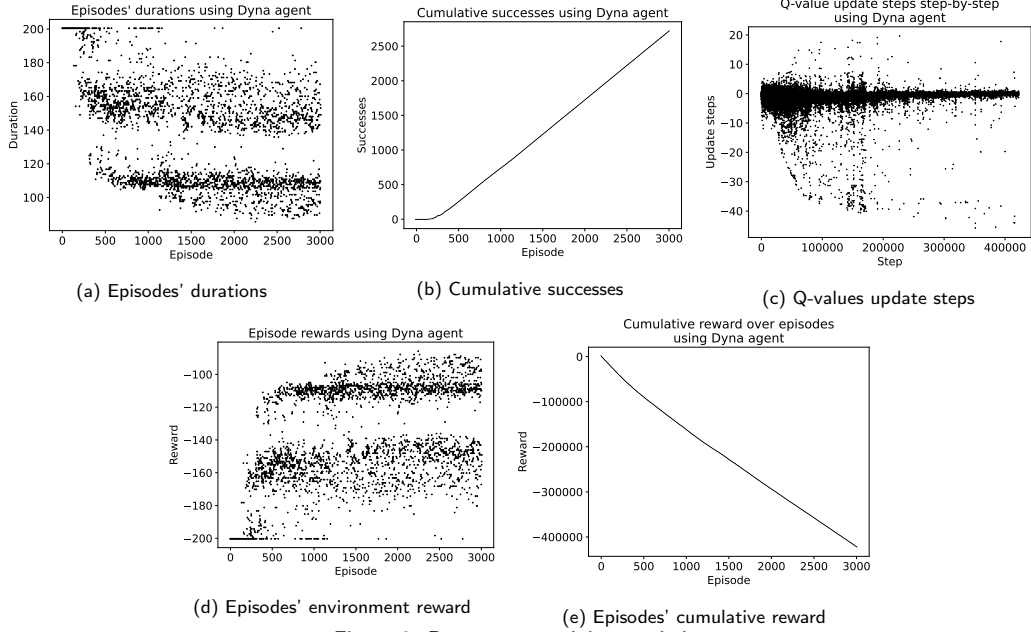 Episodes' durations using Dyna agent
200
180
160
140
120
100
Duration
0 500 1000 1500 2000 2500 3000
Episode
(a) Episodes' durations
Cumulative successes using Dyna agent
2500
2000
1500
1000
500
0
Successes
0 500 1000 1500 2000 2500 3000
Episode
(b) Cumulative successes
Q-value update steps step-by-step
using Dyna agent
20
10
0
−10
−20
−30
−40
Update steps
0 100000 200000 300000 400000
Step
(c) Q-values update steps
Episode rewards using Dyna agent
−100
−120
−140
−160
−180
−200
Reward
0 500 1000 1500 2000 2500 3000
Episode
(d) Episodes' environment reward
Cumulative reward over episodes
using Dyna agent
0
−100000
−200000
−300000
−400000
Reward
0 500 1000 1500 2000 2500 3000
Episode
(e) Episodes' cumulative reward